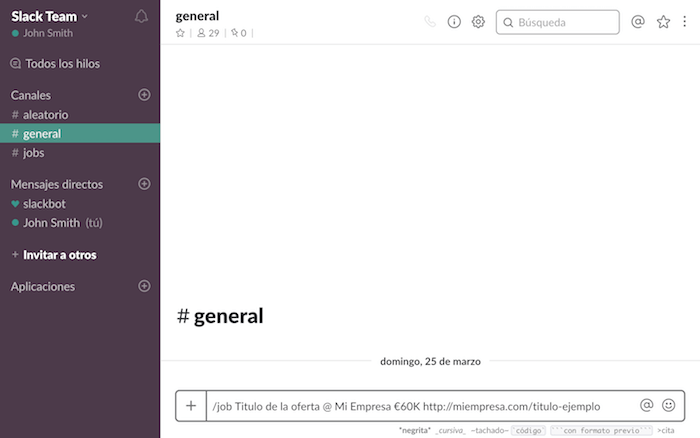 Slack Team
John Smith
Todos los hilos
Canales
# aleatorio
# general
# jobs
Mensajes directos
slackbot
John Smith (tú)
+ Invitar a otros
Aplicaciones
general
29 | 0 |
Búsqueda
# general
domingo, 25 de marzo
/job Titulo de la oferta @ Mi Empresa €60K http://miempresa.com/titulo-ejemplo
*negrita* _cursiva_ ~tachado~ `código` ```con formato previo``` >cita